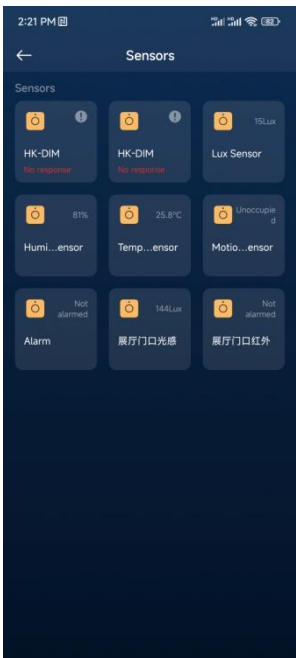 2:21 PM
82
Sensors
Sensors
HK-DIM
No response
HK-DIM
No response
15Lux
Lux Sensor
81%
Humi...ensor
25.8°C
Temp...ensor
Unoccupie
d
Motio...ensor
Not
alarmed
Alarm
144Lux
展厅门口光感
Not
alarmed
展厅门口红外